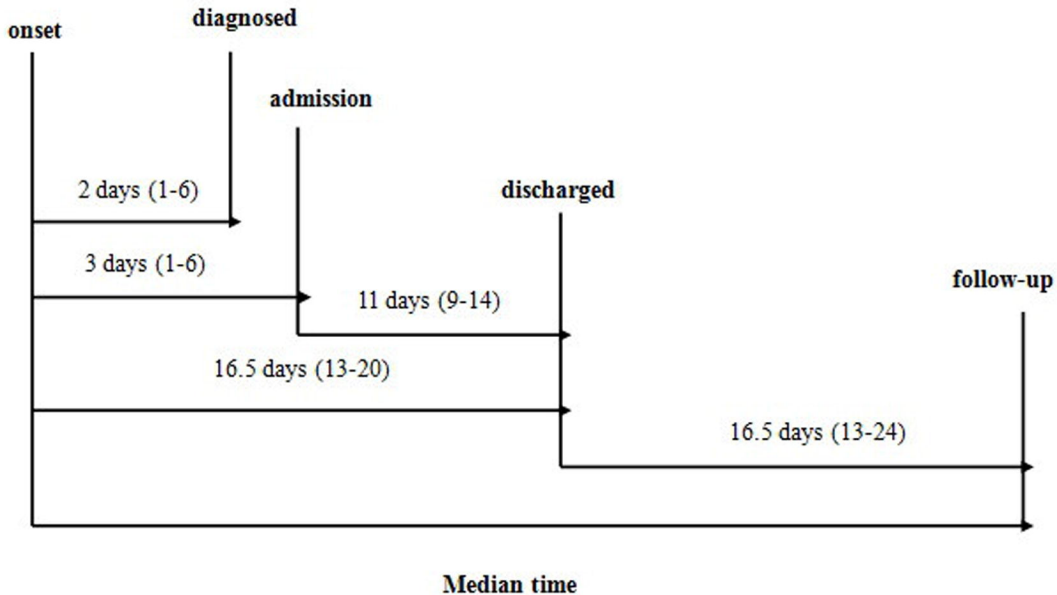 onset
diagnosed
admission
2 days (1-6)
discharged
3 days (1-6)
follow-up
11 days (9-14)
16.5 days (13-20)
16.5 days (13-24)
Median time